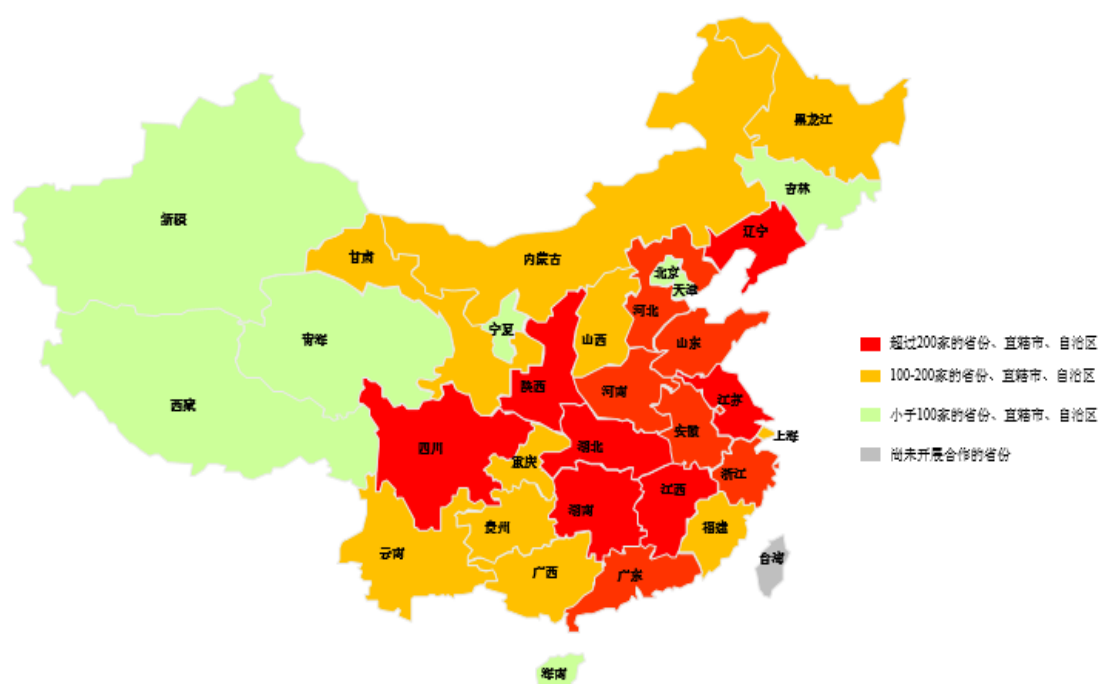 黑龙江
吉林
新疆
辽宁
甘肃
内蒙古
北京
天津
宁夏
河北
青海
山西
山东
超过200家的省份、直辖市、自治区
100-200家的省份、直辖市、自治区
陕西
河南
西藏
江苏
小于100家的省份、直辖市、自治区
安徽
上海
四川
湖北
尚未开展合作的省份
重庆
浙江
江西
湖南
贵州
福建
云南
台湾
广西
广东
海南